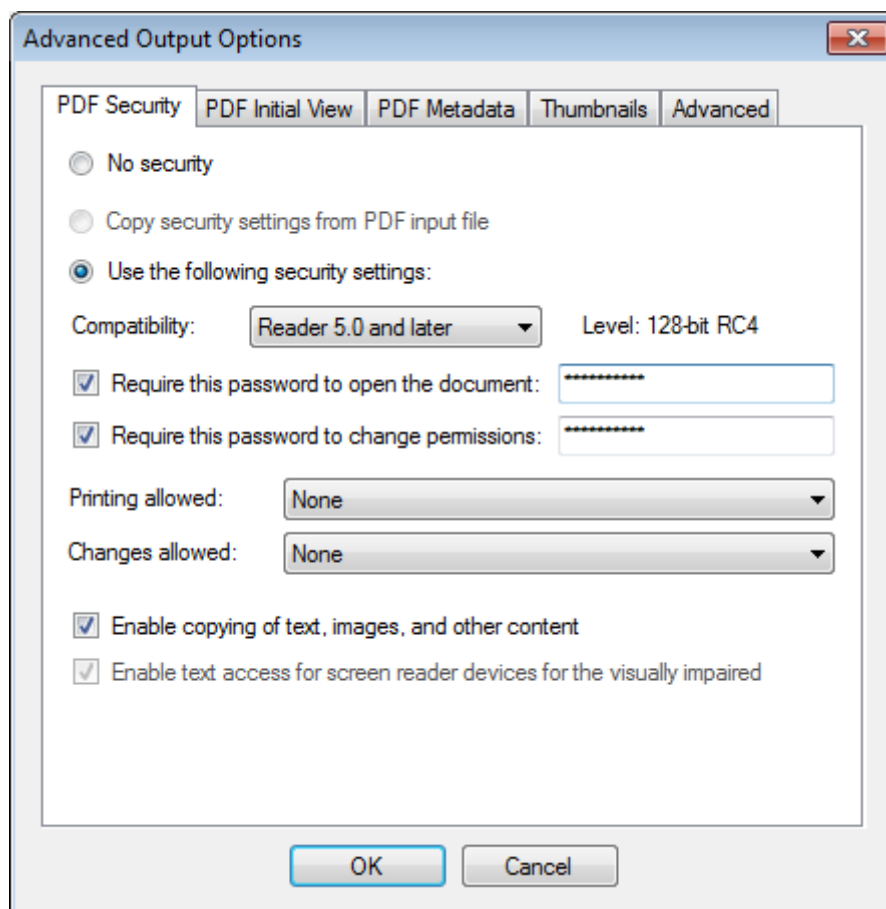 Advanced Output Options
PDF Security PDF Initial View PDF Metadata Thumbnails Advanced
No security
Copy security settings from PDF input file
Use the following security settings:
Compatibility: Reader 5.0 and later Level: 128-bit RC4
Require this password to open the document: **********
Require this password to change permissions: **********
Printing allowed: None
Changes allowed: None
Enable copying of text, images, and other content
Enable text access for screen reader devices for the visually impaired
OK Cancel